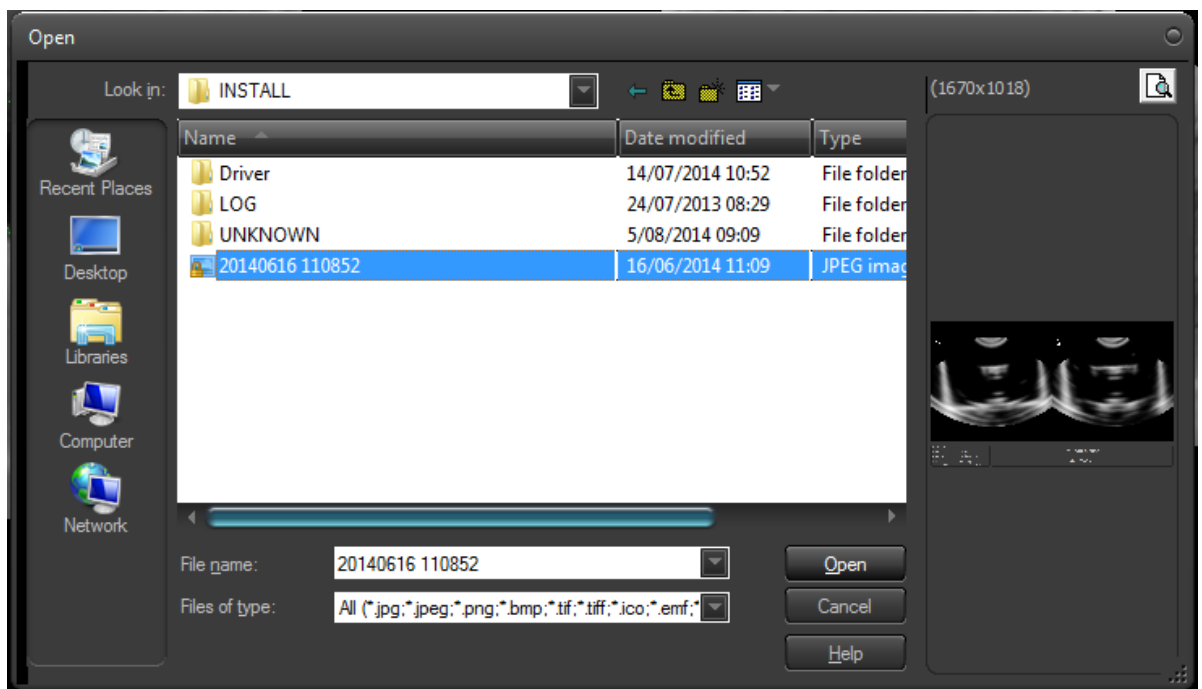 Open
Look in: INSTALL (1670x1018)
Name Date modified Type
Driver 14/07/2014 10:52 File folder
LOG 24/07/2013 08:29 File folder
UNKNOWN 5/08/2014 09:09 File folder
20140616 110852 16/06/2014 11:09 JPEG imag
Recent Places
Desktop
Libraries
Computer
Network
File name: 20140616 110852 Open
Files of type: All (*.jpg;*.jpeg;*.png;*.bmp;*.tif;*.tiff;*.ico;*.emf;* Cancel
Help